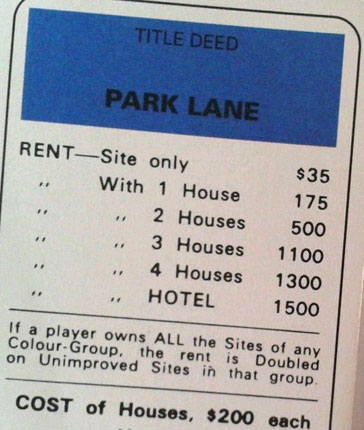 TITLE DEED
PARK LANE
RENT—Site only $35
,, With 1 House 175
,, ,, 2 Houses 500
,, ,, 3 Houses 1100
,, ,, 4 Houses 1300
,, ,, HOTEL 1500
If a player owns ALL the Sites of any
Colour-Group, the rent is Doubled
on Unimproved Sites in that group.
COST of Houses, $200 each